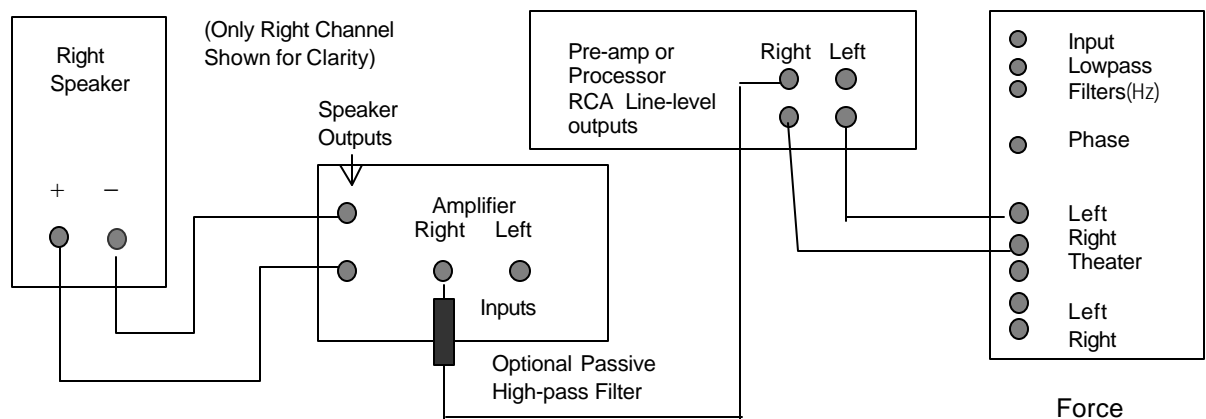 Right
Speaker
+ −
(Only Right Channel
Shown for Clarity)
Speaker
Outputs
Amplifier
Right Left
Inputs
Optional Passive
High-pass Filter
Pre-amp or
Processor
RCA Line-level
outputs
Right Left
Input
Lowpass
Filters(Hz)
Phase
Left
Right
Theater
Left
Right
Force